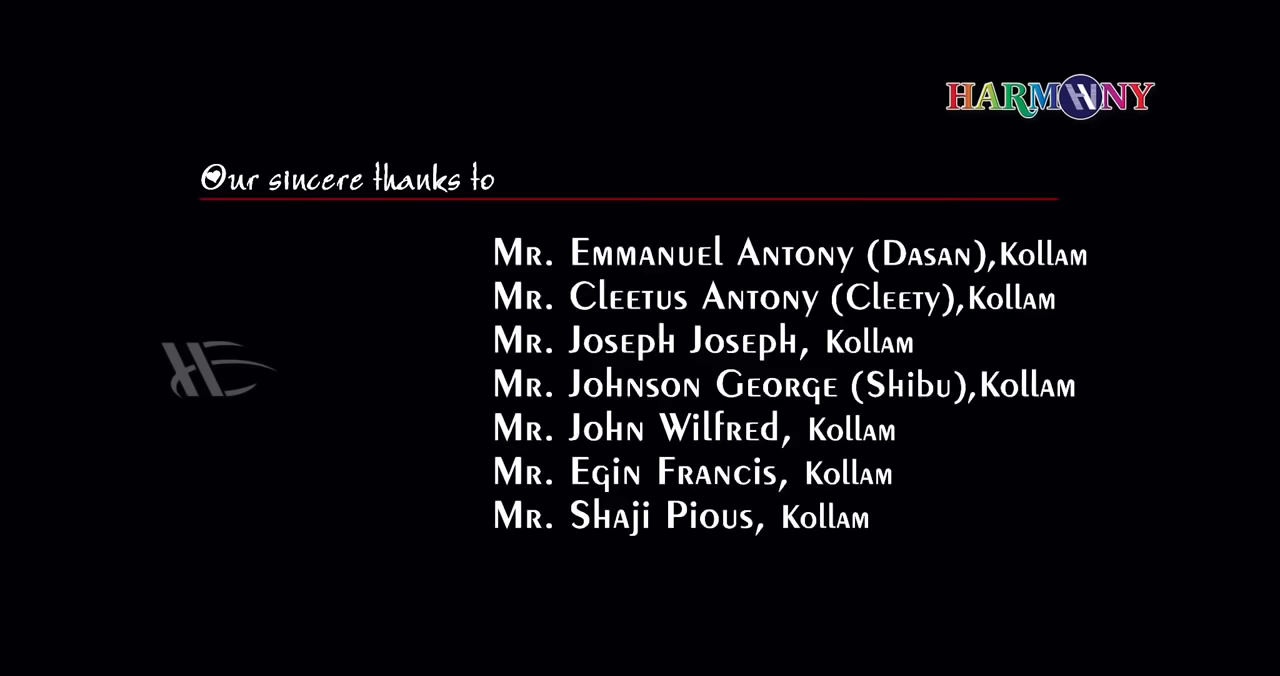 HARMONY
Our sincere thanks to
Mr. Emmanuel Antony (Dasan),Kollam
Mr. Cleetus Antony (Cleety),Kollam
Mr. Joseph Joseph, Kollam
Mr. Johnson George (Shibu),Kollam
Mr. John Wilfred, Kollam
Mr. Egin Francis, Kollam
Mr. Shaji Pious, Kollam